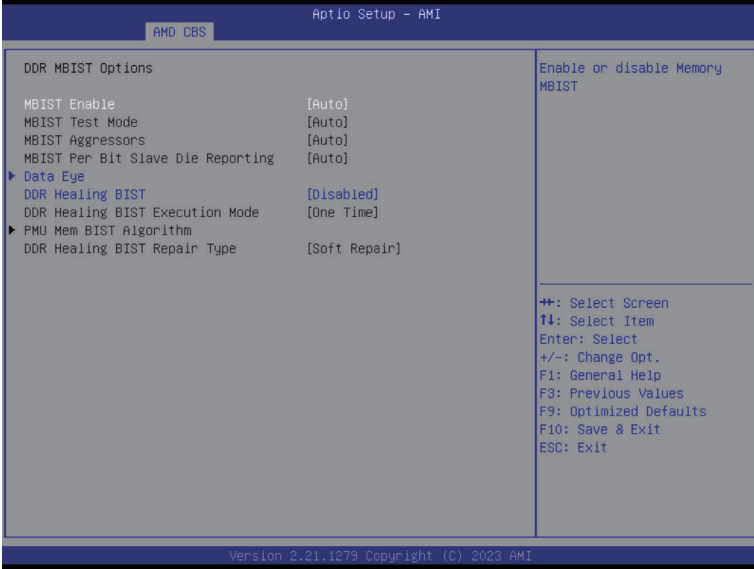 Aptio Setup – AMI
AMD CBS
DDR MBIST Options
MBIST Enable [Auto]
MBIST Test Mode [Auto]
MBIST Aggressors [Auto]
MBIST Per Bit Slave Die Reporting [Auto]
Data Eye
DDR Healing BIST [Disabled]
DDR Healing BIST Execution Mode [One Time]
PMU Mem BIST Algorithm
DDR Healing BIST Repair Type [Soft Repair]
Enable or disable Memory
MBIST
→←: Select Screen
↑↓: Select Item
Enter: Select
+/-: Change Opt.
F1: General Help
F3: Previous Values
F9: Optimized Defaults
F10: Save & Exit
ESC: Exit
Version 2.21.1279 Copyright (C) 2023 AMI